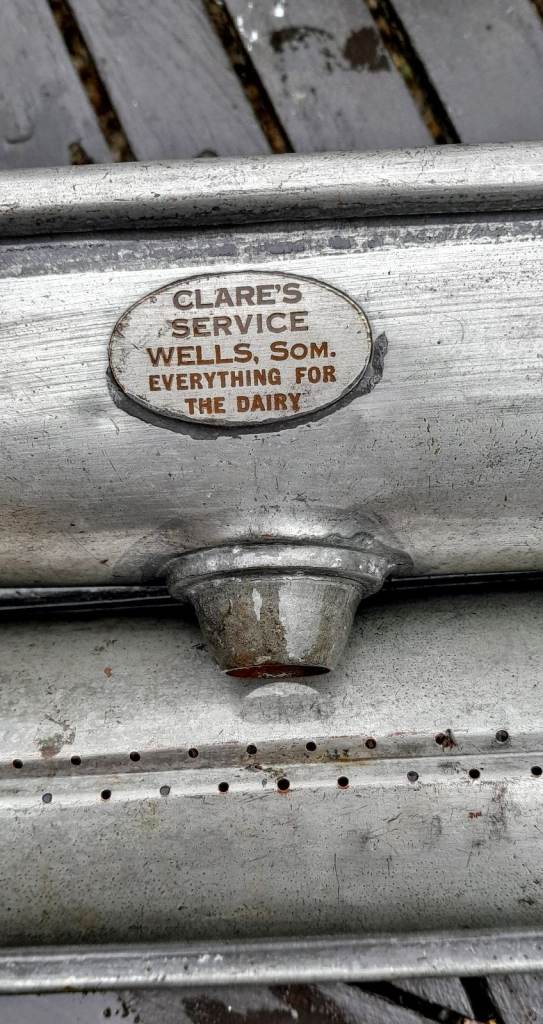 CLARE'S
SERVICE
WELLS, SOM.
EVERYTHING FOR
THE DAIRY